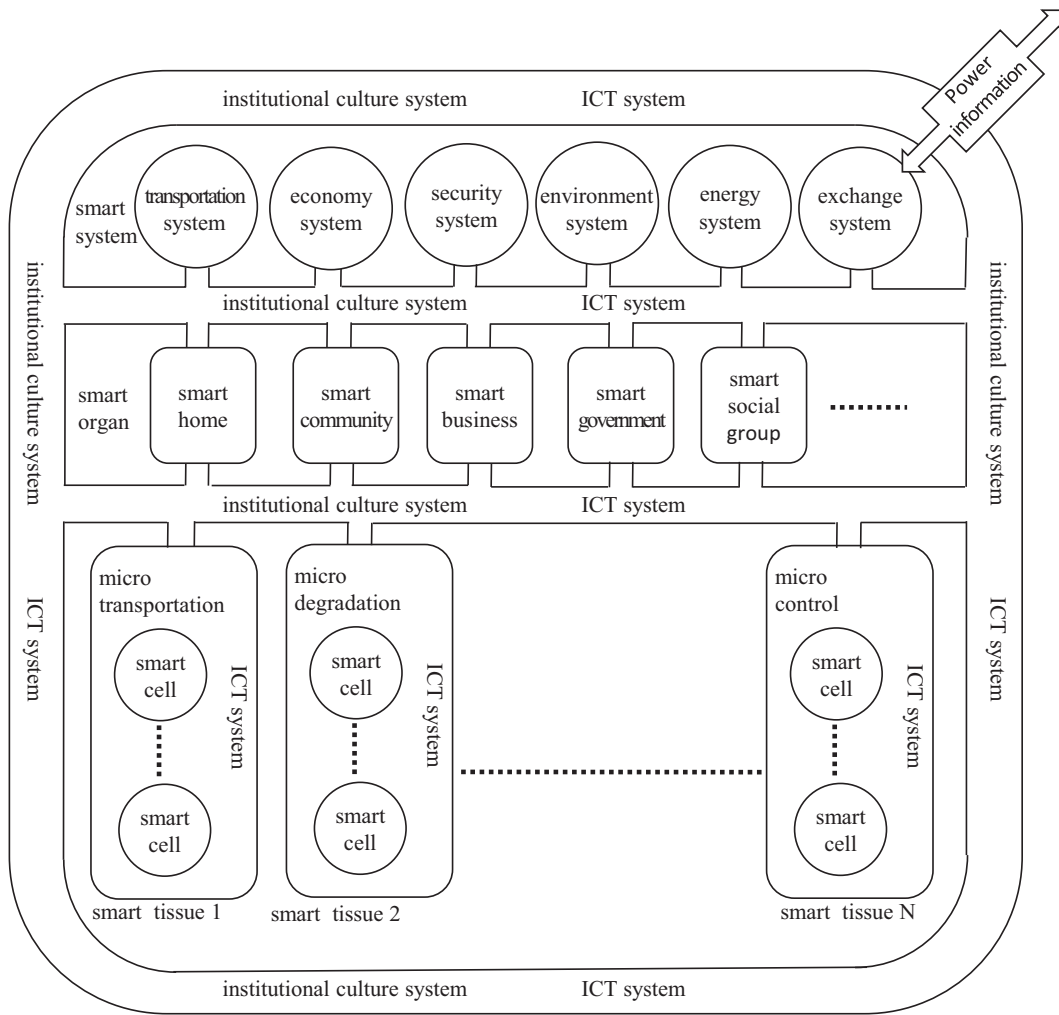 Power
information
institutional culture system ICT system
smart
system
transportation
system
economy
system
security
system
environment
system
energy
system
exchange
system
institutional culture system ICT system
institutional culture system
institutional culture system
smart
organ
smart
home
smart
community
smart
business
smart
government
smart
social
group
institutional culture system ICT system
ICT system
ICT system
micro
transportation
smart
cell
smart
cell
ICT system
smart tissue 1
micro
degradation
smart
cell
smart
cell
ICT system
smart tissue 2
micro
control
smart
cell
smart
cell
ICT system
smart tissue N
institutional culture system ICT system